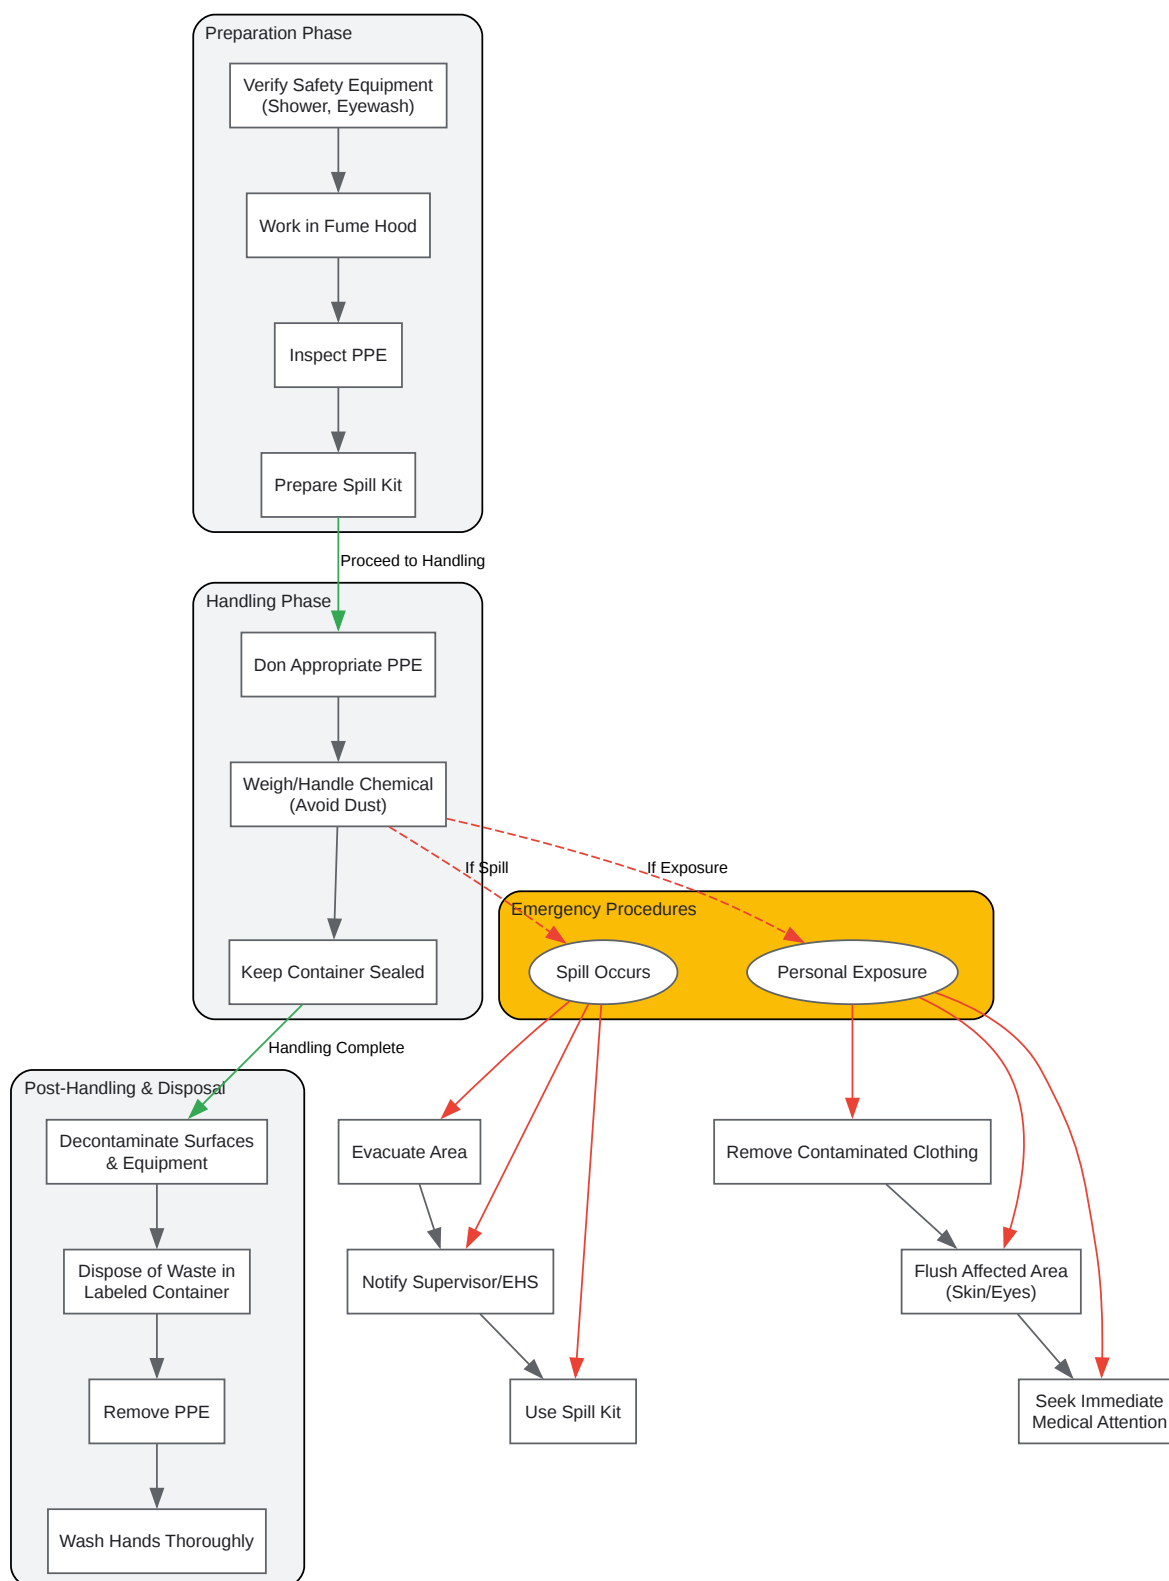 Preparation Phase
Verify Safety Equipment
(Shower, Eyewash)
Work in Fume Hood
Inspect PPE
Prepare Spill Kit
Proceed to Handling
Handling Phase
Don Appropriate PPE
Weigh/Handle Chemical
(Avoid Dust)
If Spill
If Exposure
Emergency Procedures
Keep Container Sealed
Spill Occurs
Personal Exposure
Handling Complete
Post-Handling & Disposal
Decontaminate Surfaces
& Equipment
Evacuate Area
Remove Contaminated Clothing
Dispose of Waste in
Labeled Container
Notify Supervisor/EHS
Flush Affected Area
(Skin/Eyes)
Remove PPE
Use Spill Kit
Seek Immediate
Medical Attention
Wash Hands Thoroughly